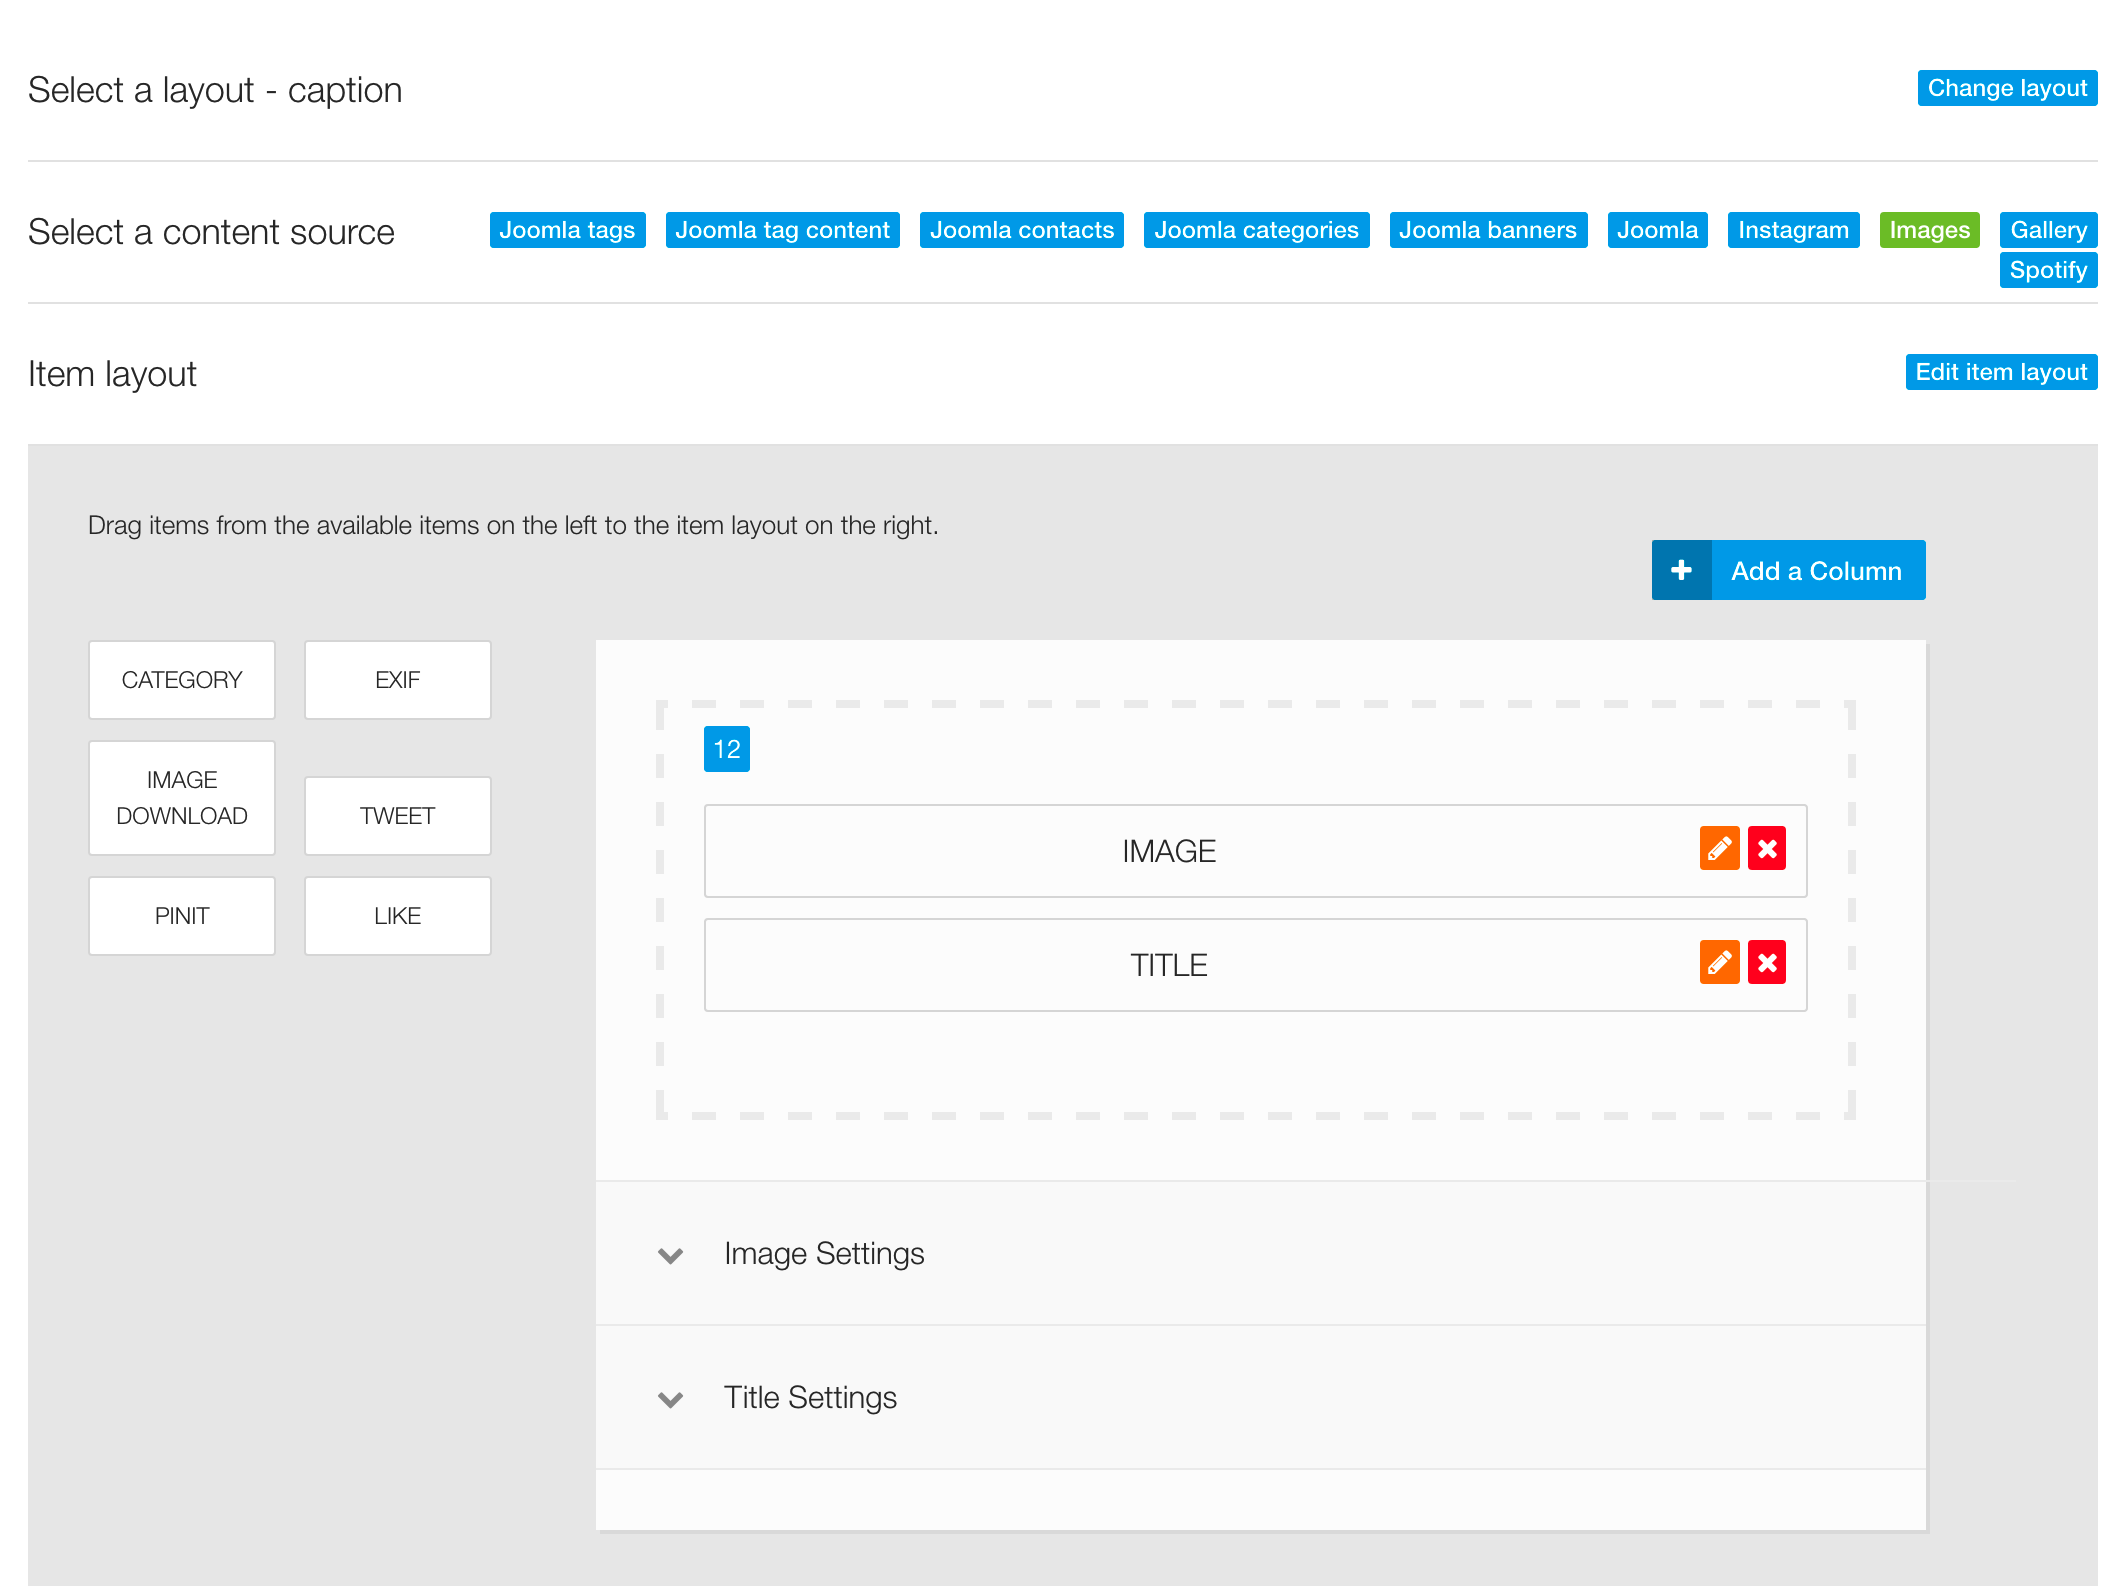 Select a layout - caption
Change layout
Select a content source
Joomla tags
Joomla tag content
Joomla contacts
Joomla categories
Joomla banners
Joomla
Instagram
Images
Gallery
Spotify
Item layout
Edit item layout
Drag items from the available items on the left to the item layout on the right.
Add a Column
CATEGORY
EXIF
IMAGE
DOWNLOAD
TWEET
PINIT
LIKE
12
IMAGE
TITLE
Image Settings
Title Settings